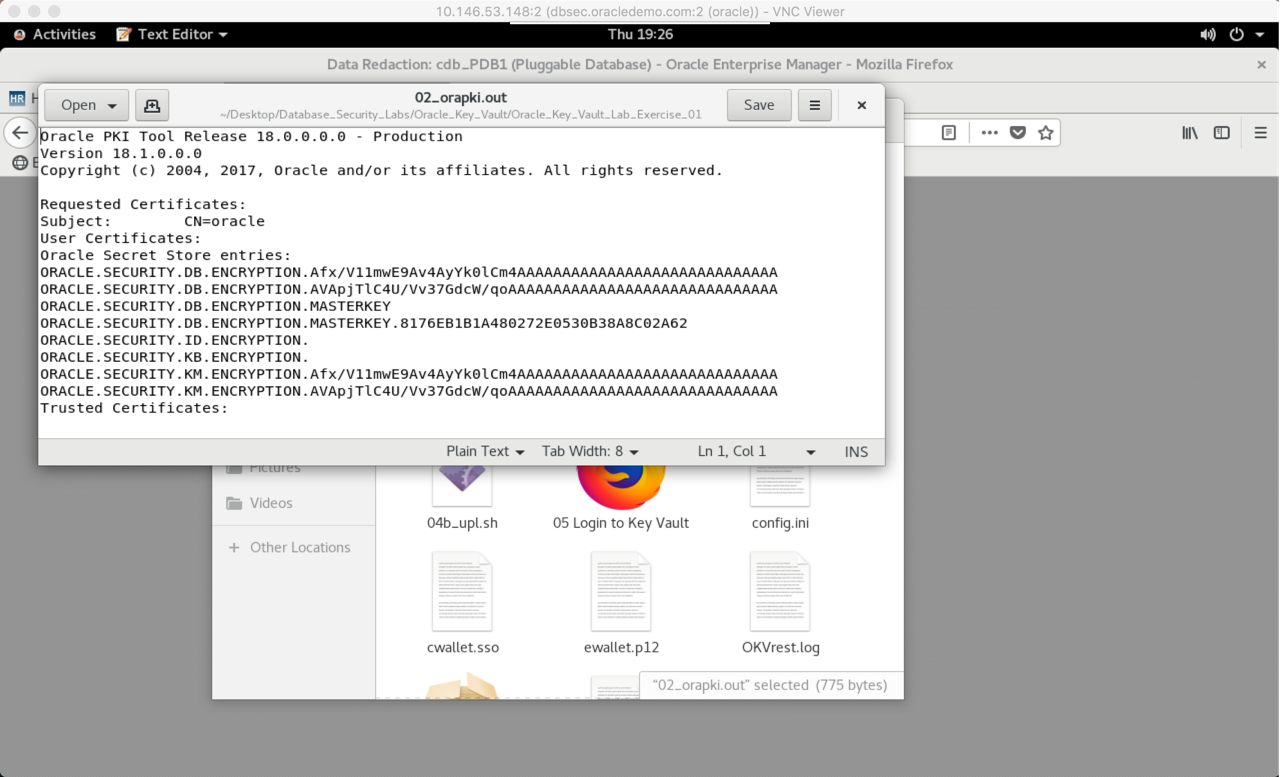 10.146.53.148:2 (dbsec.oracledemo.com:2 (oracle)) - VNC Viewer
Activities Text Editor Thu 19:26
Data Redaction: cdb_PDB1 (Pluggable Database) - Oracle Enterprise Manager - Mozilla Firefox
HR
Open 02_orapki.out Save
~/Desktop/Database_Security_Labs/Oracle_Key_Vault/Oracle_Key_Vault_Lab_Exercise_01
Oracle PKI Tool Release 18.0.0.0.0 - Production
Version 18.1.0.0.0
Copyright (c) 2004, 2017, Oracle and/or its affiliates. All rights reserved.
Requested Certificates:
Subject: CN=oracle
User Certificates:
Oracle Secret Store entries:
ORACLE.SECURITY.DB.ENCRYPTION.Afx/V11mwE9Av4AyYk0lCm4AAAAAAAAAAAAAAAAAAAAAAAAAAAAA
ORACLE.SECURITY.DB.ENCRYPTION.AVApjTlC4U/Vv37GdcW/qoAAAAAAAAAAAAAAAAAAAAAAAAAAAAAA
ORACLE.SECURITY.DB.ENCRYPTION.MASTERKEY
ORACLE.SECURITY.DB.ENCRYPTION.MASTERKEY.8176EB1B1A480272E0530B38A8C02A62
ORACLE.SECURITY.ID.ENCRYPTION.
ORACLE.SECURITY.KB.ENCRYPTION.
ORACLE.SECURITY.KM.ENCRYPTION.Afx/V11mwE9Av4AyYk0lCm4AAAAAAAAAAAAAAAAAAAAAAAAAAAAA
ORACLE.SECURITY.KM.ENCRYPTION.AVApjTlC4U/Vv37GdcW/qoAAAAAAAAAAAAAAAAAAAAAAAAAAAAAA
Trusted Certificates:
Plain Text Tab Width: 8 Ln 1, Col 1 INS
Pictures
Videos
Other Locations
04b_upl.sh 05 Login to Key Vault config.ini
cwallet.sso ewallet.p12 OKVrest.log
"02_orapki.out" selected (775 bytes)